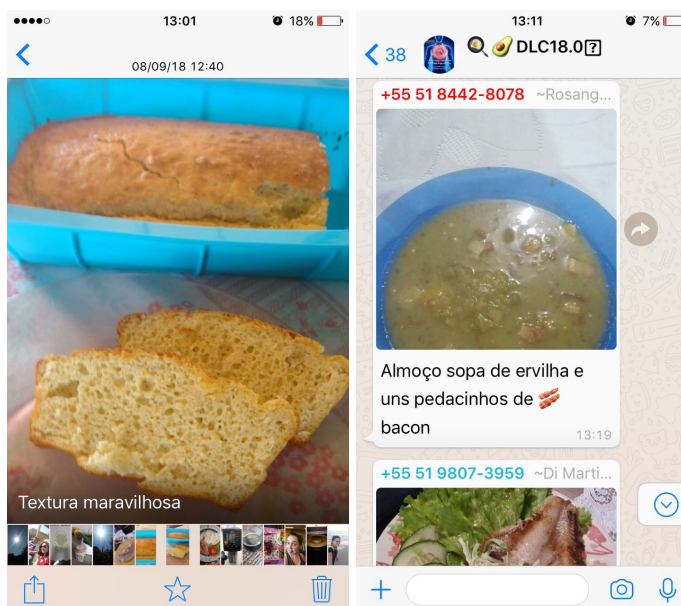 13:01
18%
08/09/18 12:40
Textura maravilhosa
13:11
7%
38
DLC18.0
+55 51 8442-8078 ~Rosang...
Almoço sopa de ervilha e
uns pedacinhos de
bacon
13:19
+55 51 9807-3959 ~Di Marti...